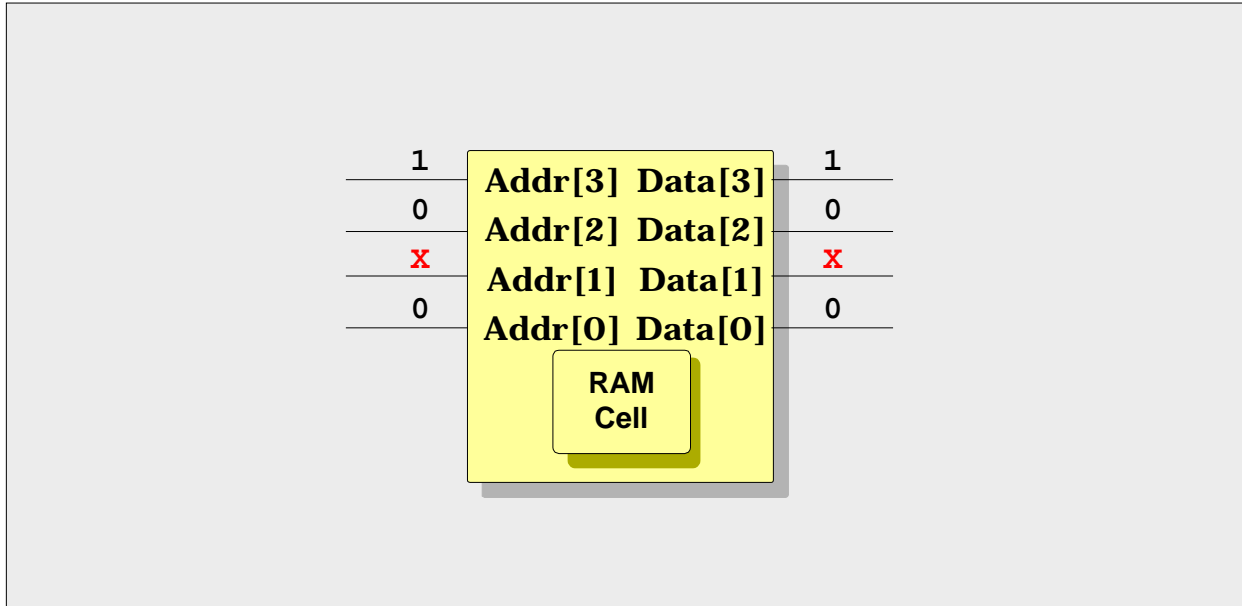 1 1
Addr[3] Data[3]
0 0
Addr[2] Data[2]
X X
Addr[1] Data[1]
0 0
Addr[0] Data[0]
RAM
Cell